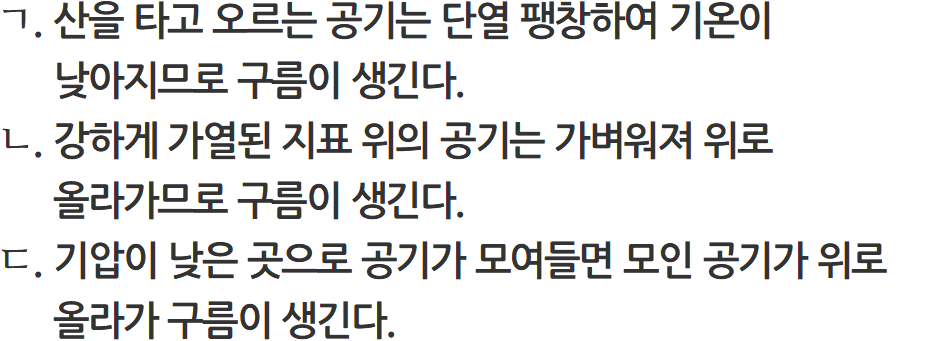 ㄱ. 산을 타고 오르는 공기는 단열 팽창하여 기온이
낮아지므로 구름이 생긴다.
ㄴ. 강하게 가열된 지표 위의 공기는 가벼워져 위로
올라가므로 구름이 생긴다.
ㄷ. 기압이 낮은 곳으로 공기가 모여들면 모인 공기가 위로
올라가 구름이 생긴다.